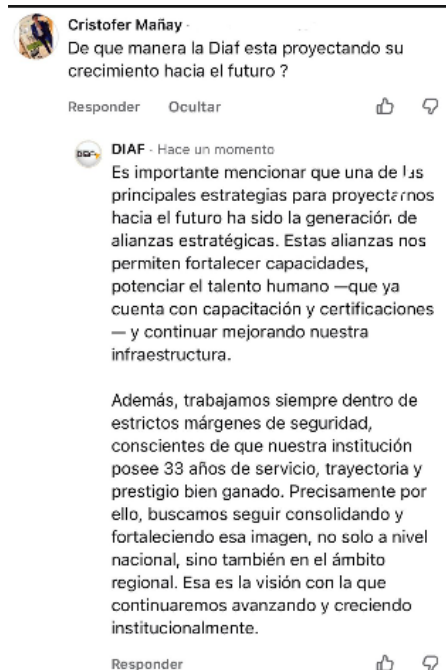 Cristofer Mañay ·
De que manera la Diaf esta proyectando su
crecimiento hacia el futuro ?
Responder Ocultar
DIAF · Hace un momento
Es importante mencionar que una de las
principales estrategias para proyectarnos
hacia el futuro ha sido la generación de
alianzas estratégicas. Estas alianzas nos
permiten fortalecer capacidades,
potenciar el talento humano —que ya
cuenta con capacitación y certificaciones
— y continuar mejorando nuestra
infraestructura.
Además, trabajamos siempre dentro de
estrictos márgenes de seguridad,
conscientes de que nuestra institución
posee 33 años de servicio, trayectoria y
prestigio bien ganado. Precisamente por
ello, buscamos seguir consolidando y
fortaleciendo esa imagen, no solo a nivel
nacional, sino también en el ámbito
regional. Esa es la visión con la que
continuaremos avanzando y creciendo
institucionalmente.
Responder